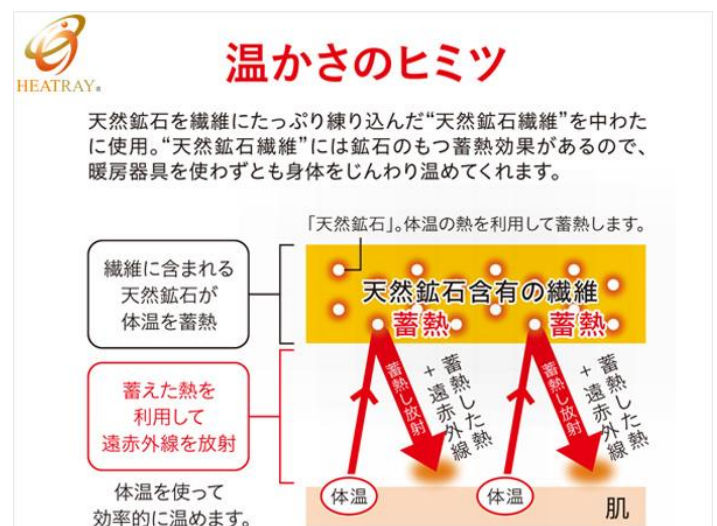 HEATRAY®
温かさのヒミツ
天然鉱石を繊維にたっぷり練り込んだ“天然鉱石繊維”を中わた
に使用。“天然鉱石繊維”には鉱石のもつ蓄熱効果があるので、
暖房器具を使わずとも身体をじんわり温めてくれます。
「天然鉱石」。体温の熱を利用して蓄熱します。
繊維に含まれる
天然鉱石が
体温を蓄熱
天然鉱石含有の繊維
蓄熱
蓄熱
蓄えた熱を
利用して
遠赤外線を放射
蓄熱し放射
蓄熱した熱
+遠赤外線
蓄熱し放射
蓄熱した熱
+遠赤外線
体温を使って
効率的に温めます。
体温
体温
肌